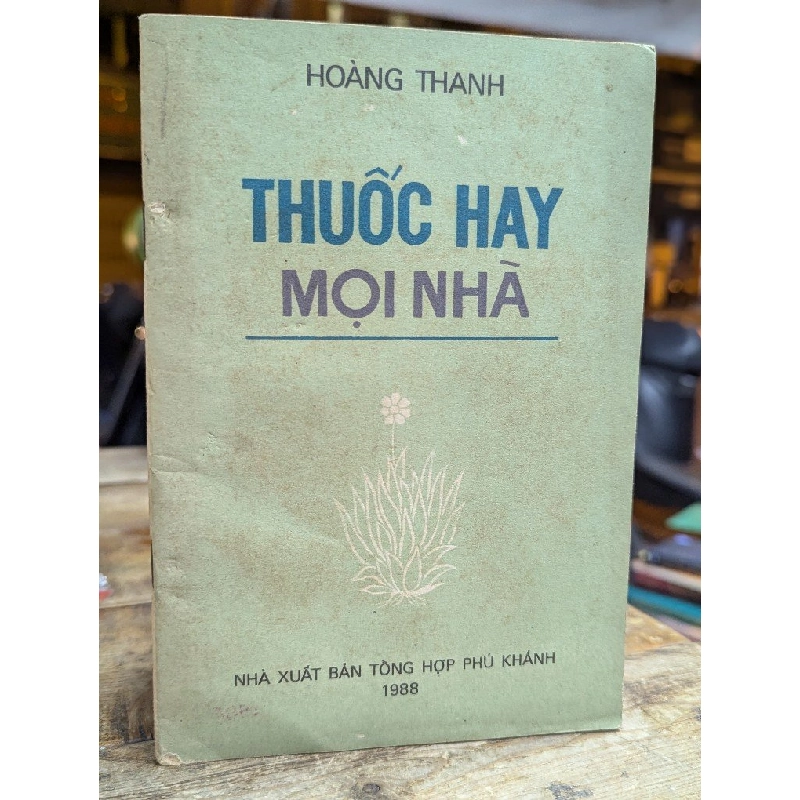 HOÀNG THANH
THUỐC HAY
MỌI NHÀ
NHÀ XUẤT BẢN TỔNG HỢP PHÚ KHÁNH
1988